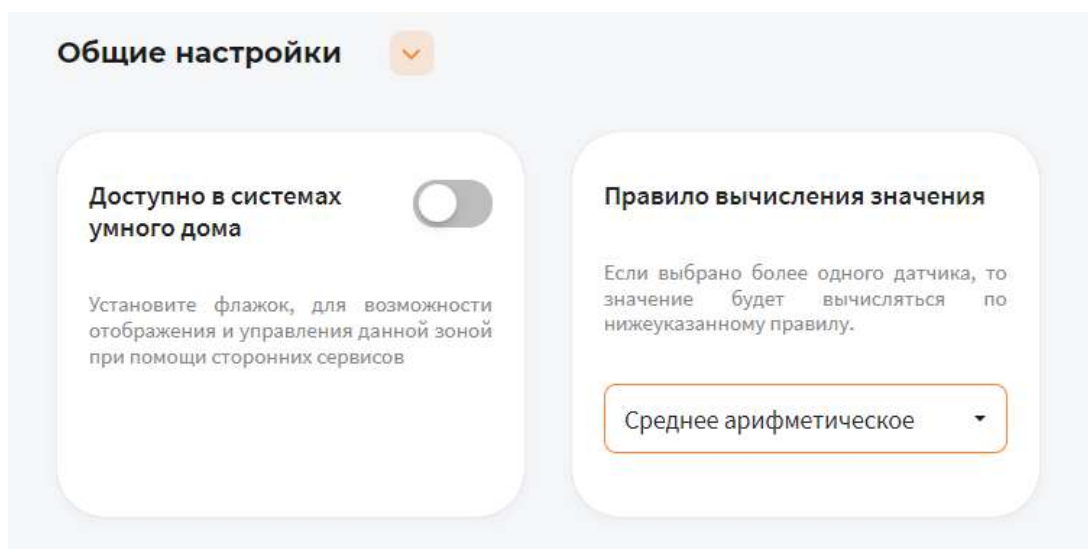 Общие настройки
Доступно в системах
умного дома
Установите флажок, для возможности
отображения и управления данной зоной
при помощи сторонних сервисов
Правило вычисления значения
Если выбрано более одного датчика, то
значение будет вычисляться по
нижеуказанному правилу.
Среднее арифметическое